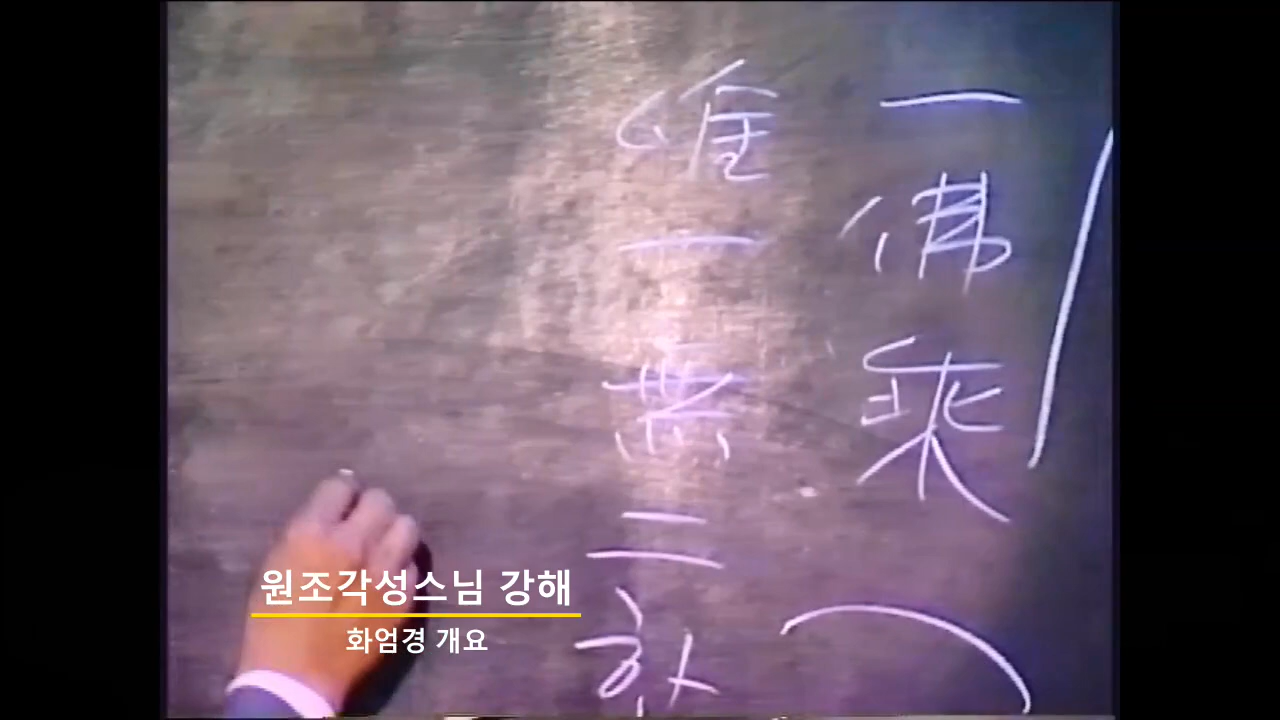 一佛乘
唯一無二하
원조각성스님 강해
화엄경 개요